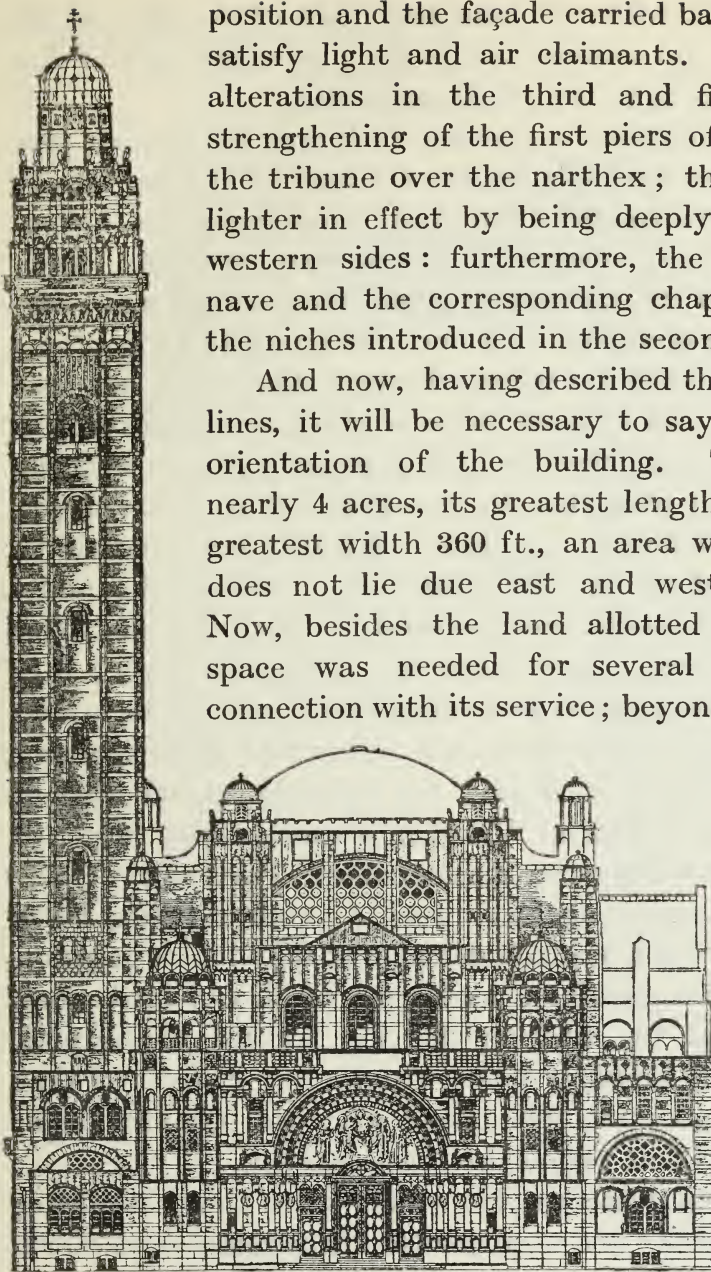 position and the façade carried ba
satisfy light and air claimants.
alterations in the third and fi
strengthening of the first piers of
the tribune over the narthex ; th
lighter in effect by being deeply
western sides : furthermore, the
nave and the corresponding chap
the niches introduced in the secon
And now, having described th
lines, it will be necessary to say
orientation of the building.
nearly 4 acres, its greatest length
greatest width 360 ft., an area w
does not lie due east and west
Now, besides the land allotted
space was needed for several
connection with its service ; beyon